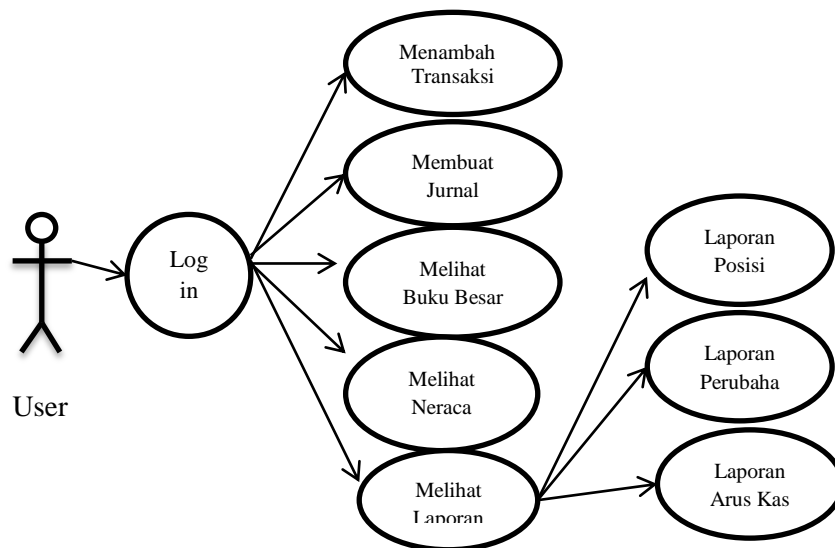 Menambah
Transaksi
Membuat
Jurnal
Log
in
Melihat
Buku Besar
Melihat
Neraca
Melihat
Laporan
User
Laporan
Posisi
Laporan
Perubaha
Laporan
Arus Kas